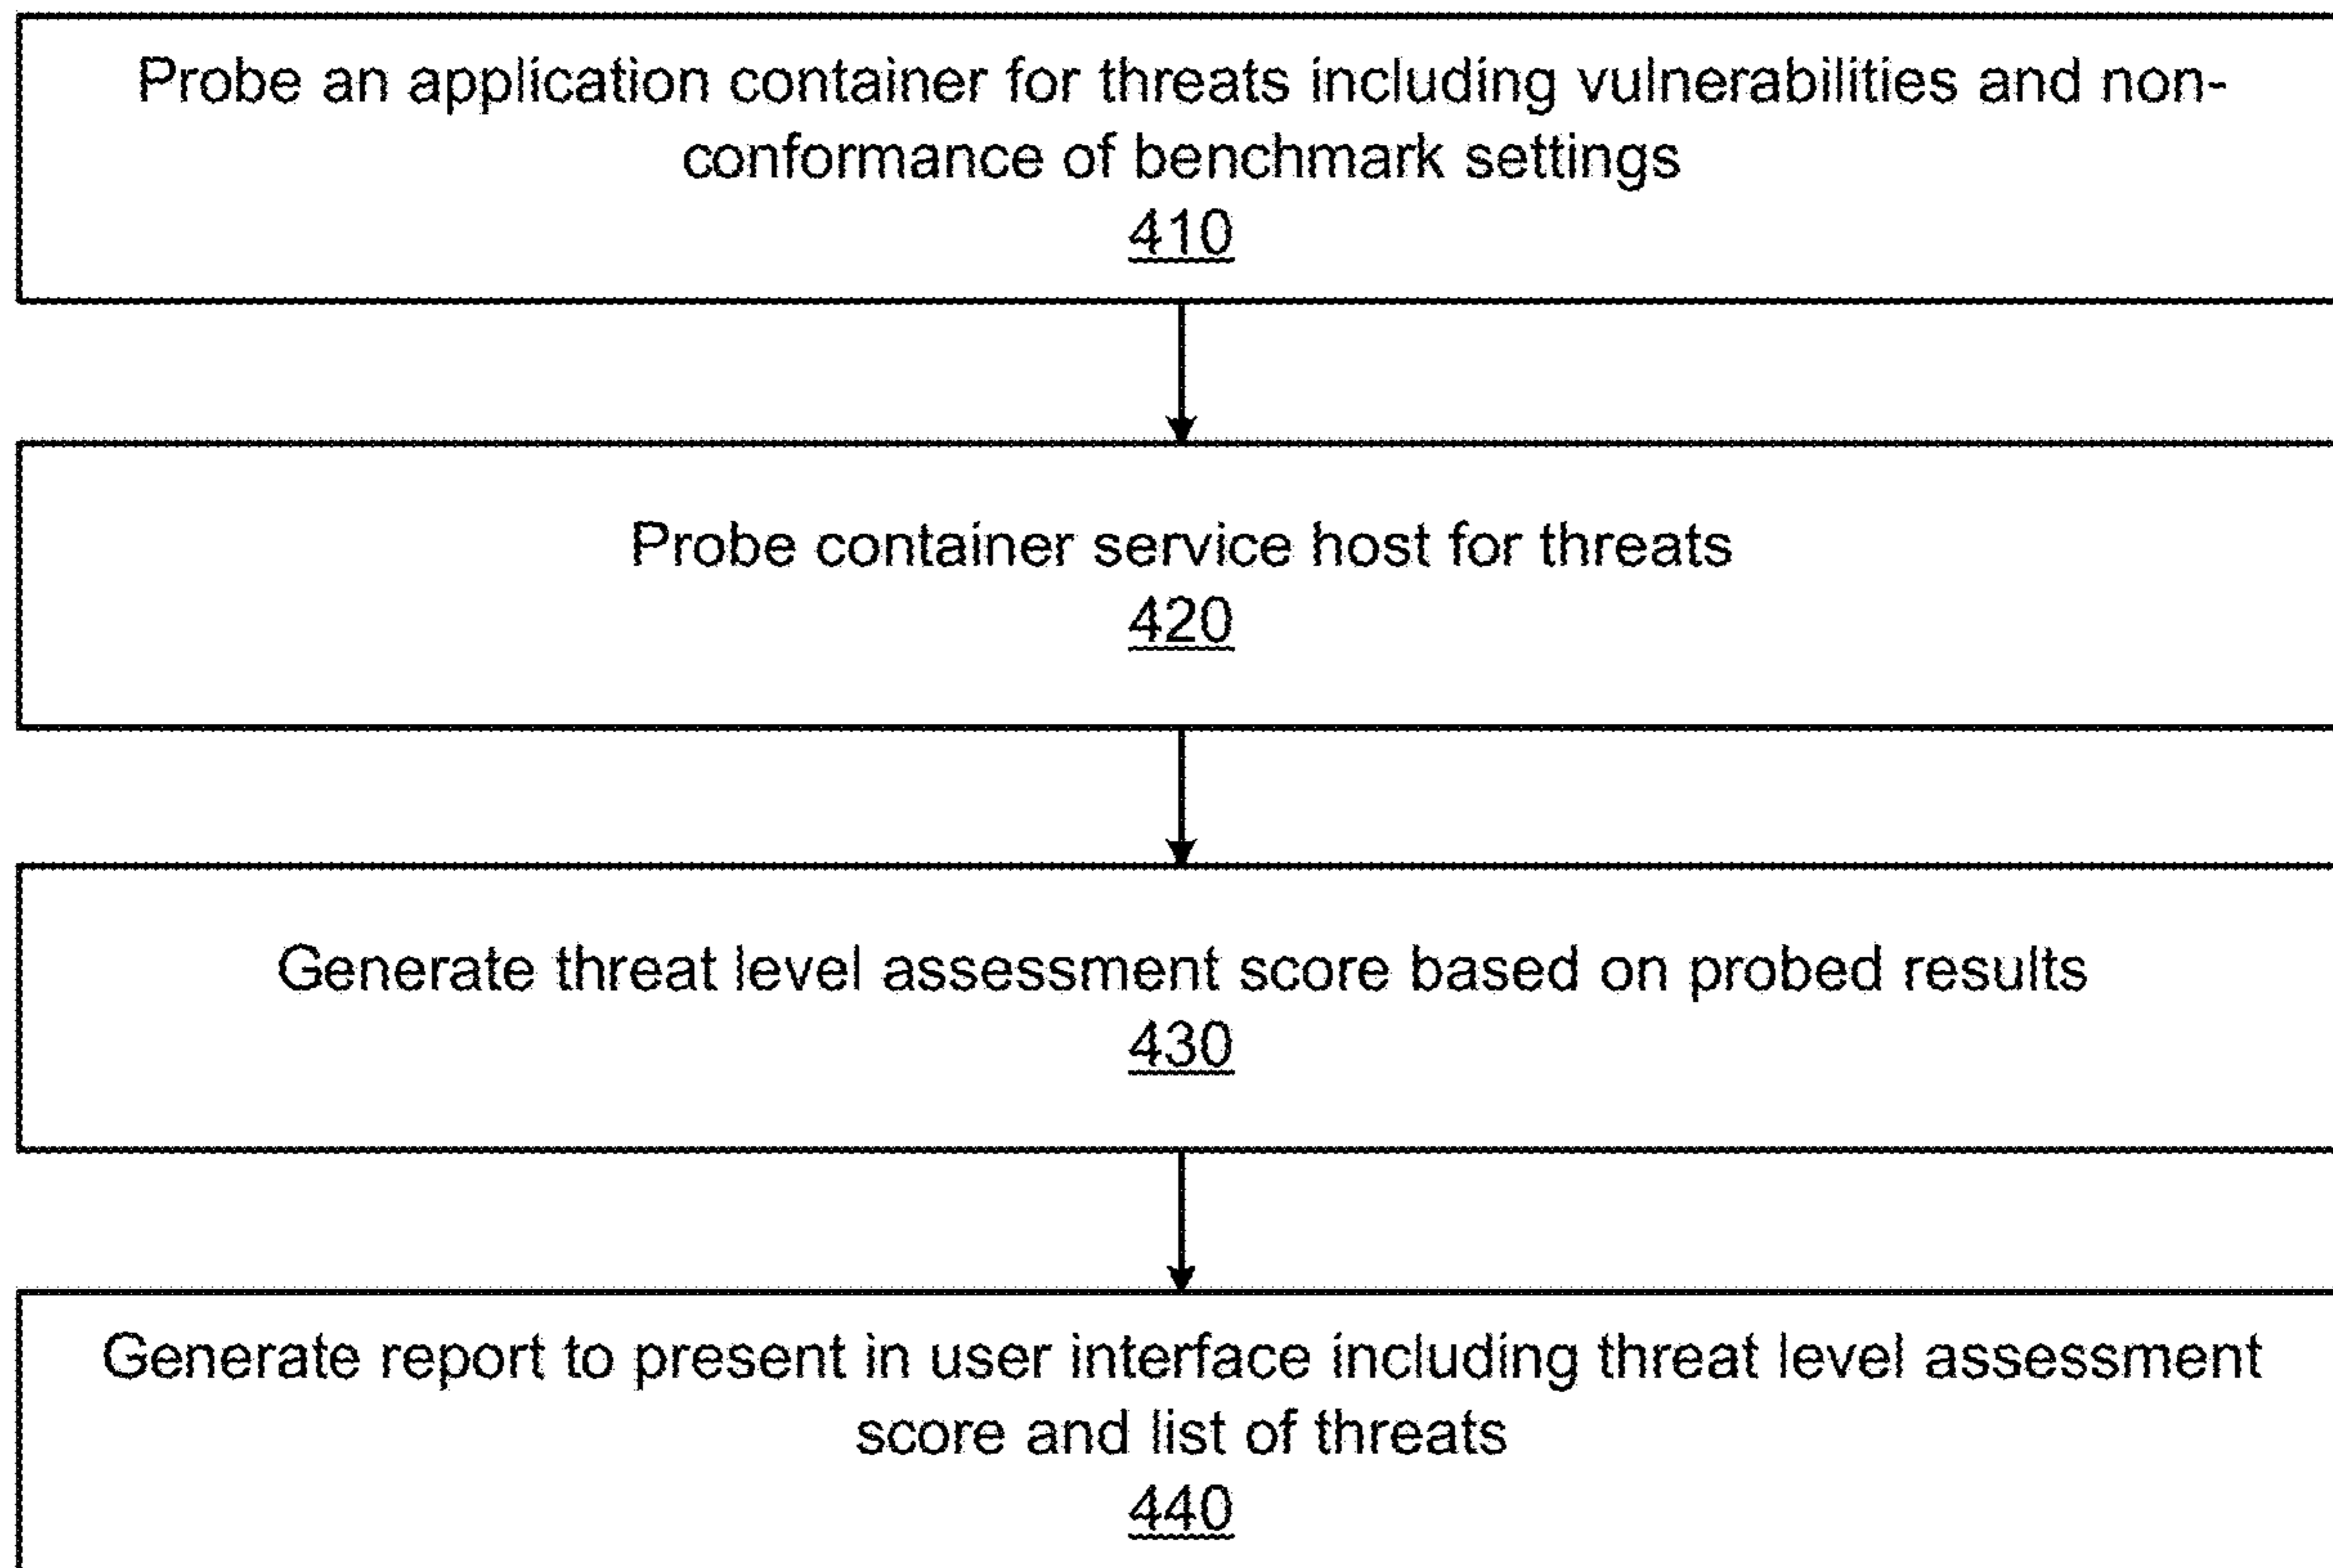 Probe an application container for threats including vulnerabilities and non-
conformance of benchmark settings
410
Probe container service host for threats
420
Generate threat level assessment score based on probed results
430
Generate report to present in user interface including threat level assessment
score and list of threats
440